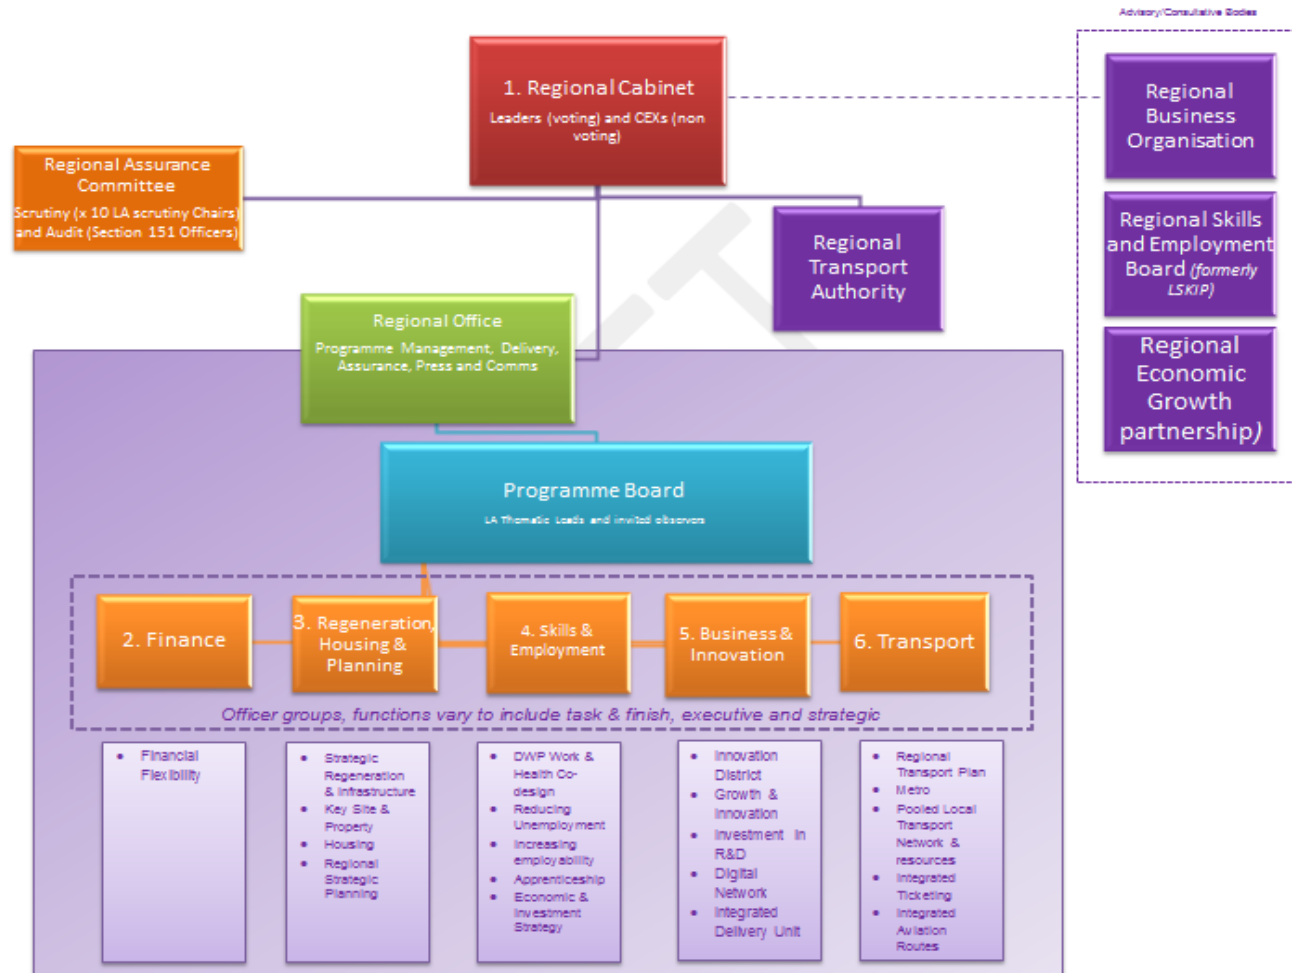 Advisory/Consultative Bodies
1. Regional Cabinet
Leaders (voting) and CEXs (non
voting)
Regional
Business
Organisation
Regional Assurance
Committee
Scrutiny (x 10 LA scrutiny Chairs)
and Audit (Section 151 Officers)
Regional Skills
and Employment
Board (formerly
LSKIP)
Regional
Transport
Authority
Regional Office
Programme Management, Delivery,
Assurance, Press and Comms
Regional
Economic
Growth
partnership)
Programme Board
LA Thematic Leads and invited observers
2. Finance
3. Regeneration,
Housing &
Planning
4. Skills &
Employment
5. Business &
Innovation
6. Transport
Officer groups, functions vary to include task & finish, executive and strategic
• Financial
Flexibility
• Strategic
Regeneration
& Infrastructure
• Key Site &
Property
• Housing
• Regional
Strategic
Planning
• DWP Work &
Health Co-
design
• Reducing
Unemployment
• Increasing
employability
• Apprenticeship
• Economic &
Investment
Strategy
• Innovation
District
• Growth &
Innovation
• Investment in
R&D
• Digital
Network
• Integrated
Delivery Unit
• Regional
Transport Plan
• Metro
• Pooled Local
Transport
Network &
resources
• Integrated
Ticketing
• Integrated
Aviation
Routes